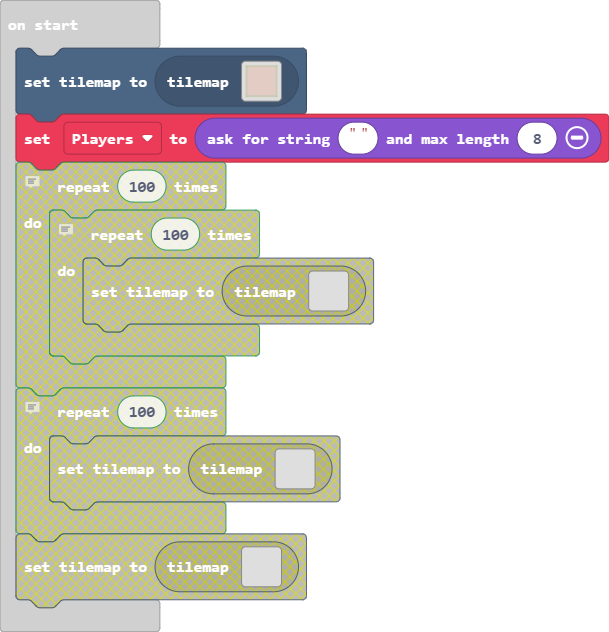 on start
set tilemap to tilemap
set Players to ask for string " " and max length 8
repeat 100 times
do
repeat 100 times
do
set tilemap to tilemap
repeat 100 times
do
set tilemap to tilemap
set tilemap to tilemap